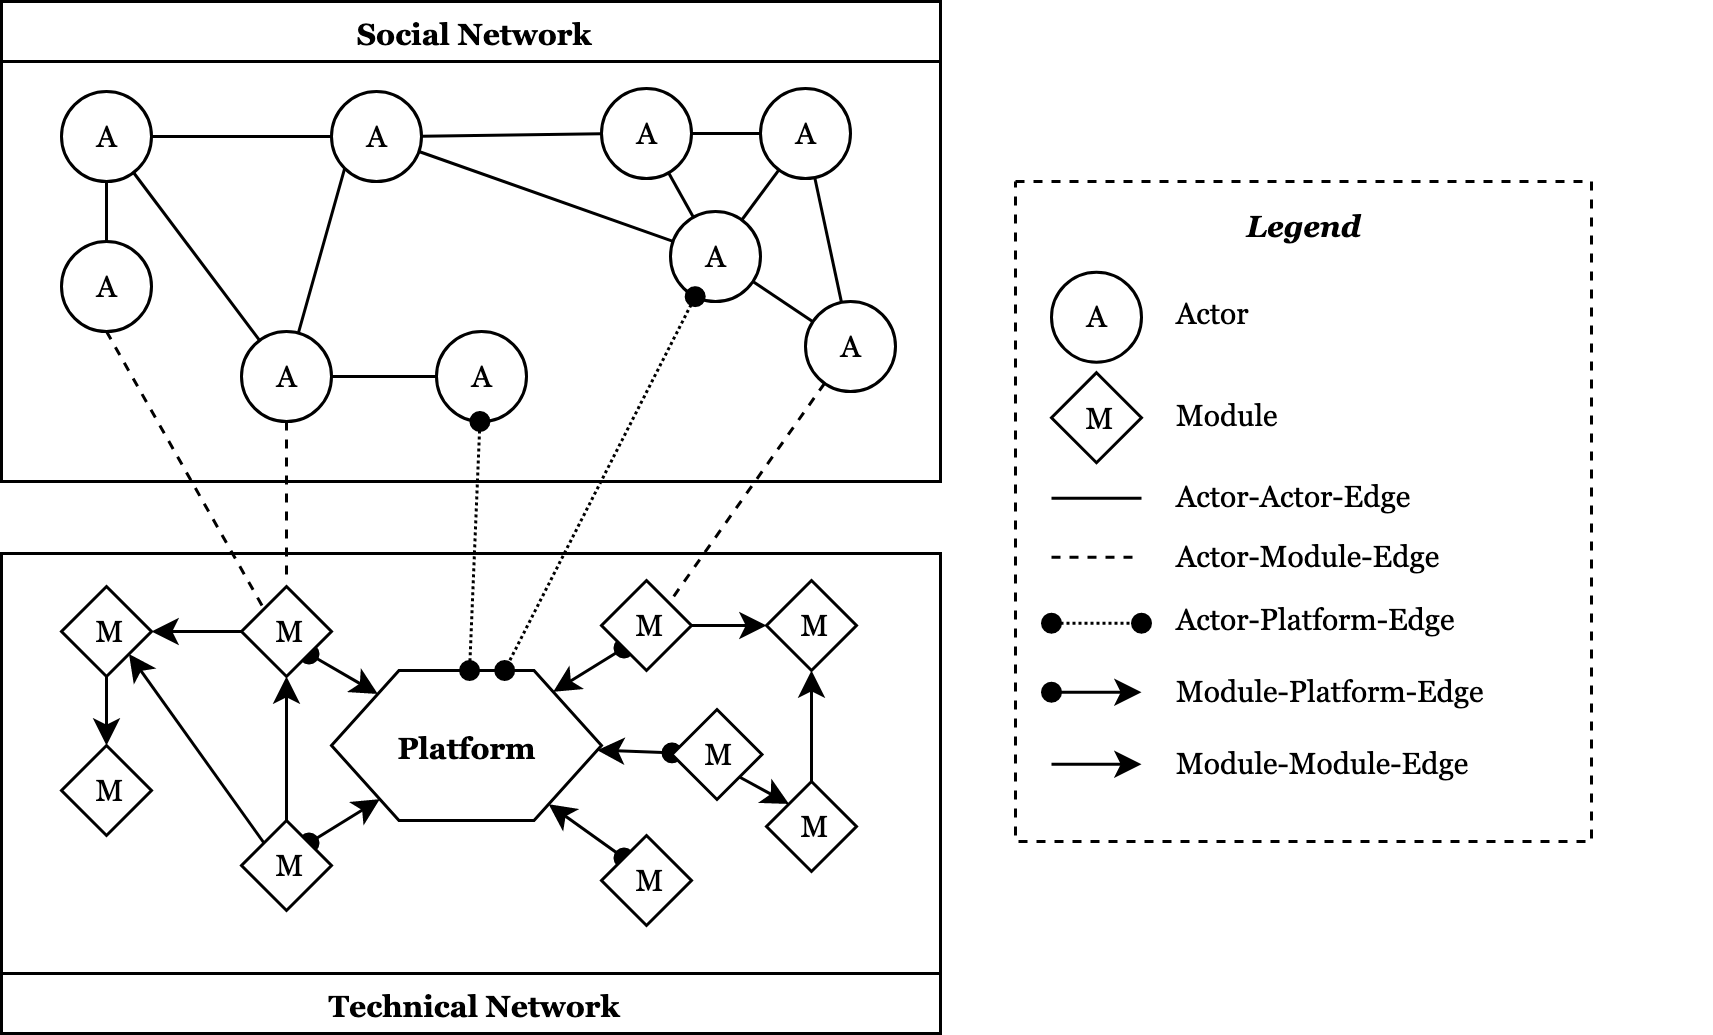 Social Network
A
A
A
A
A
A
A
A
A
M
M
M
M
Platform
M
M
M
M
M
Technical Network
Legend
A
Actor
M
Module
Actor-Actor-Edge
Actor-Module-Edge
Actor-Platform-Edge
Module-Platform-Edge
Module-Module-Edge